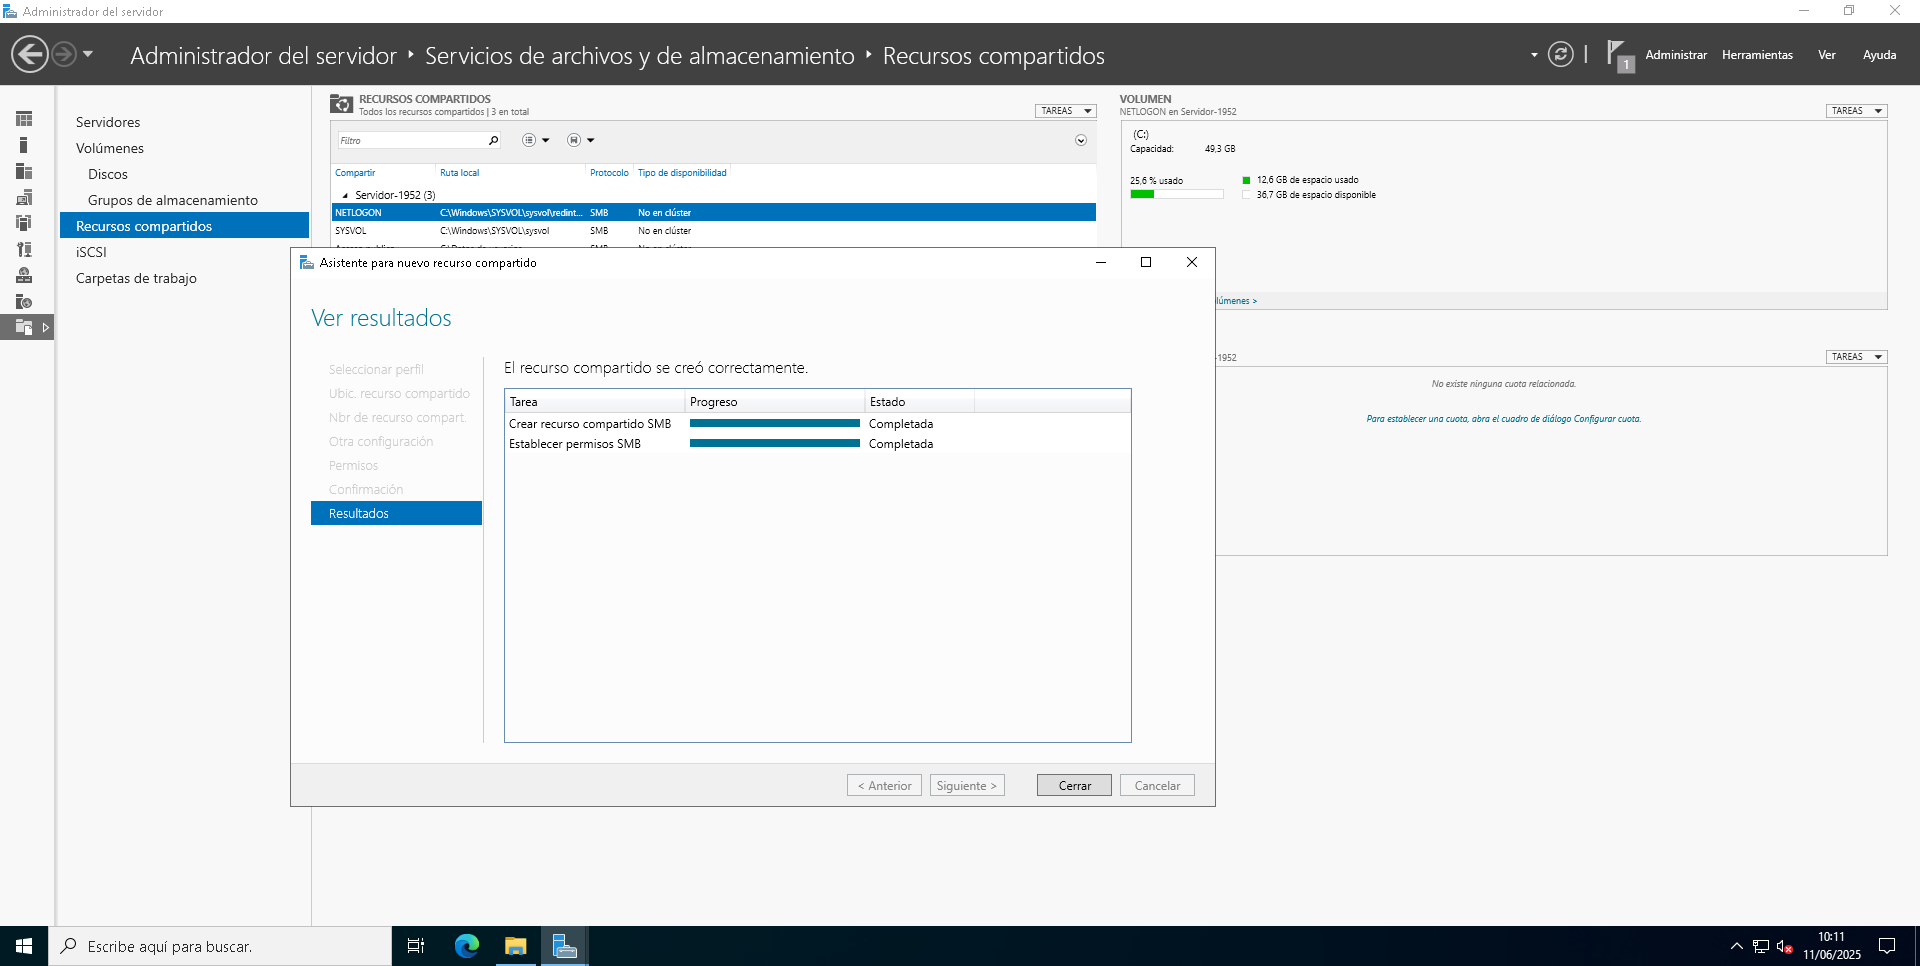 Administrador del servidor
Administrador del servidor ‣ Servicios de archivos y de almacenamiento ‣ Recursos compartidos
1
Administrar Herramientas Ver Ayuda
Servidores
Volúmenes
Discos
Grupos de almacenamiento
Recursos compartidos
iSCSI
Carpetas de trabajo
RECURSOS COMPARTIDOS
Todos los recursos compartidos | 3 en total
TAREAS
Filtro
Compartir Ruta local Protocolo Tipo de disponibilidad
Servidor-1952 (3)
NETLOGON C:\Windows\SYSVOL\sysvol\redint... SMB No en clúster
SYSVOL C:\Windows\SYSVOL\sysvol SMB No en clúster
VOLUMEN
NETLOGON en Servidor-1952
TAREAS
(C:)
Capacidad: 49,3 GB
25,6 % usado
12,6 GB de espacio usado
36,7 GB de espacio disponible
lúmenes >
-1952
TAREAS
No existe ninguna cuota relacionada.
Para establecer una cuota, abra el cuadro de diálogo Configurar cuota.
Asistente para nuevo recurso compartido
Ver resultados
Seleccionar perfil
Ubic. recurso compartido
Nbr de recurso compart.
Otra configuración
Permisos
Confirmación
Resultados
El recurso compartido se creó correctamente.
Tarea Progreso Estado
Crear recurso compartido SMB Completada
Establecer permisos SMB Completada
< Anterior Siguiente > Cerrar Cancelar
Escribe aquí para buscar.
10:11
11/06/2025